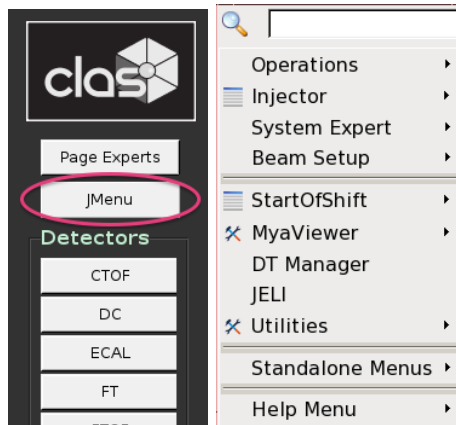 clas
Page Experts
JMenu
Detectors
CTOF
DC
ECAL
FT
Operations
Injector
System Expert
Beam Setup
StartOfShift
MyaViewer
DT Manager
JELI
Utilities
Standalone Menus
Help Menu